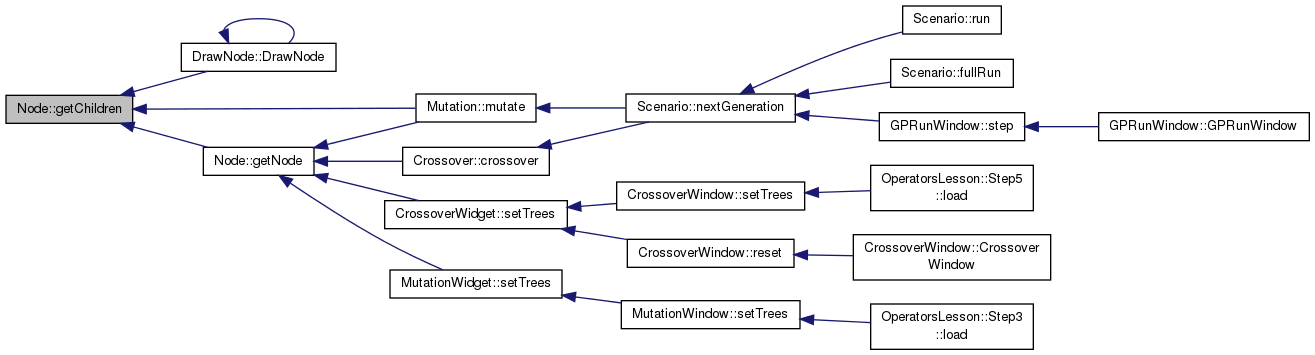 Node::getChildren
DrawNode::DrawNode
Mutation::mutate
Node::getNode
Crossover::crossover
CrossoverWidget::setTrees
MutationWidget::setTrees
Scenario::nextGeneration
CrossoverWindow::setTrees
CrossoverWindow::reset
MutationWindow::setTrees
Scenario::run
Scenario::fullRun
GPRunWindow::step
OperatorsLesson::Step5
::load
CrossoverWindow::Crossover
Window
OperatorsLesson::Step3
::load
GPRunWindow::GPRunWindow